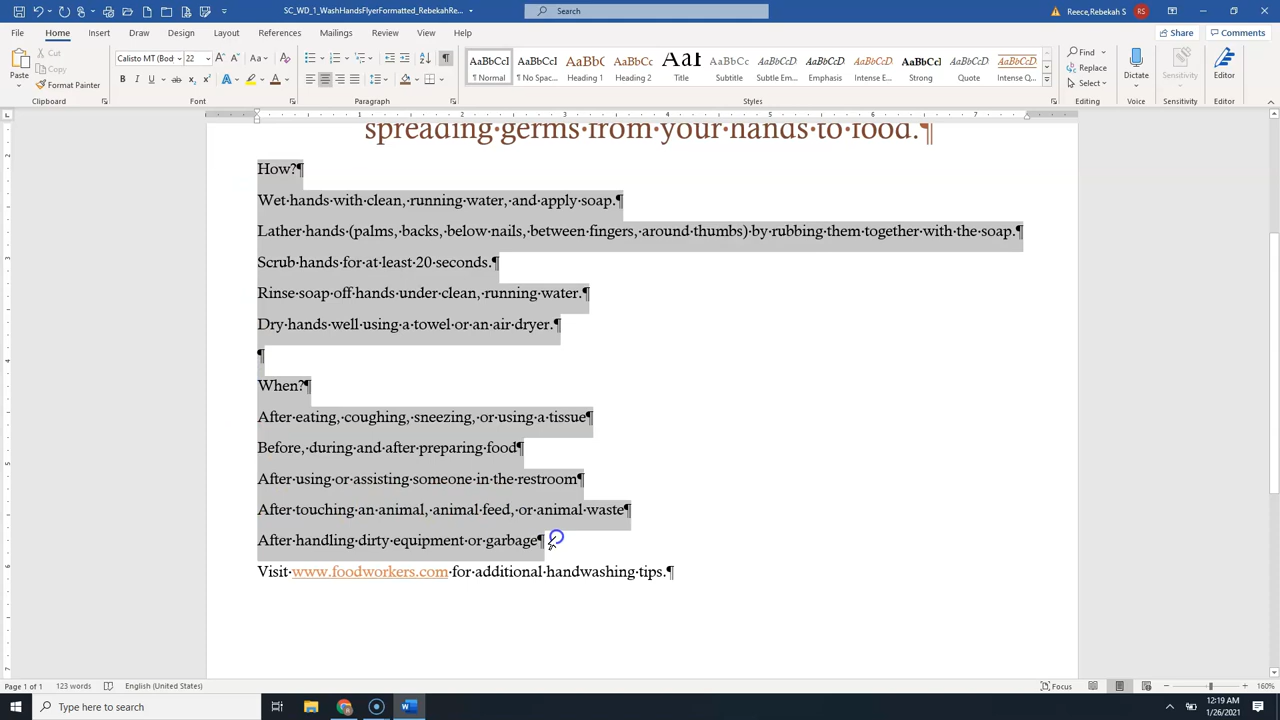 SC_WD_1_WashHandsFlyerFormatted_RebekahR...
Search
Reece,Rebekah S
File Home Insert Draw Design Layout References Mailings Review View Help
Share Comments
Paste
Cut
Copy
Format Painter
Clipboard
Calisto MT (Bod 22
Font
Paragraph
AaBbCcI ¶ Normal
AaBbCcI ¶ No Spac...
AaBbC Heading 1
AaBbCc Heading 2
Aat Title
AaBbCcD Subtitle
AaBbCcD Subtle Em...
AaBbCcD Emphasis
AaBbCcD Intense E...
AaBbCcl Strong
AaBbCcD Quote
AaBbCcD Intense Q...
Styles
Find
Replace
Select
Editing
Dictate
Voice
Sensitivity
Sensitivity
Editor
Editor
spreading·germs·from·your·hands·to·food.¶
How?¶
Wet·hands·with·clean,·running·water,·and·apply·soap.¶
Lather·hands·(palms,·backs,·below·nails,·between·fingers,·around·thumbs)·by·rubbing·them·together·with·the·soap.¶
Scrub·hands·for·at·least·20·seconds.¶
Rinse·soap·off·hands·under·clean,·running·water.¶
Dry·hands·well·using·a·towel·or·an·air·dryer.¶
¶
When?¶
After·eating,·coughing,·sneezing,·or·using·a·tissue¶
Before,·during·and·after·preparing·food¶
After·using·or·assisting·someone·in·the·restroom¶
After·touching·an·animal,·animal·feed,·or·animal·waste¶
After·handling·dirty·equipment·or·garbage¶
Visit·www.foodworkers.com·for·additional·handwashing·tips.¶
Page 1 of 1 123 words English (United States) Focus 160%
Type here to search
12:19 AM
1/26/2021